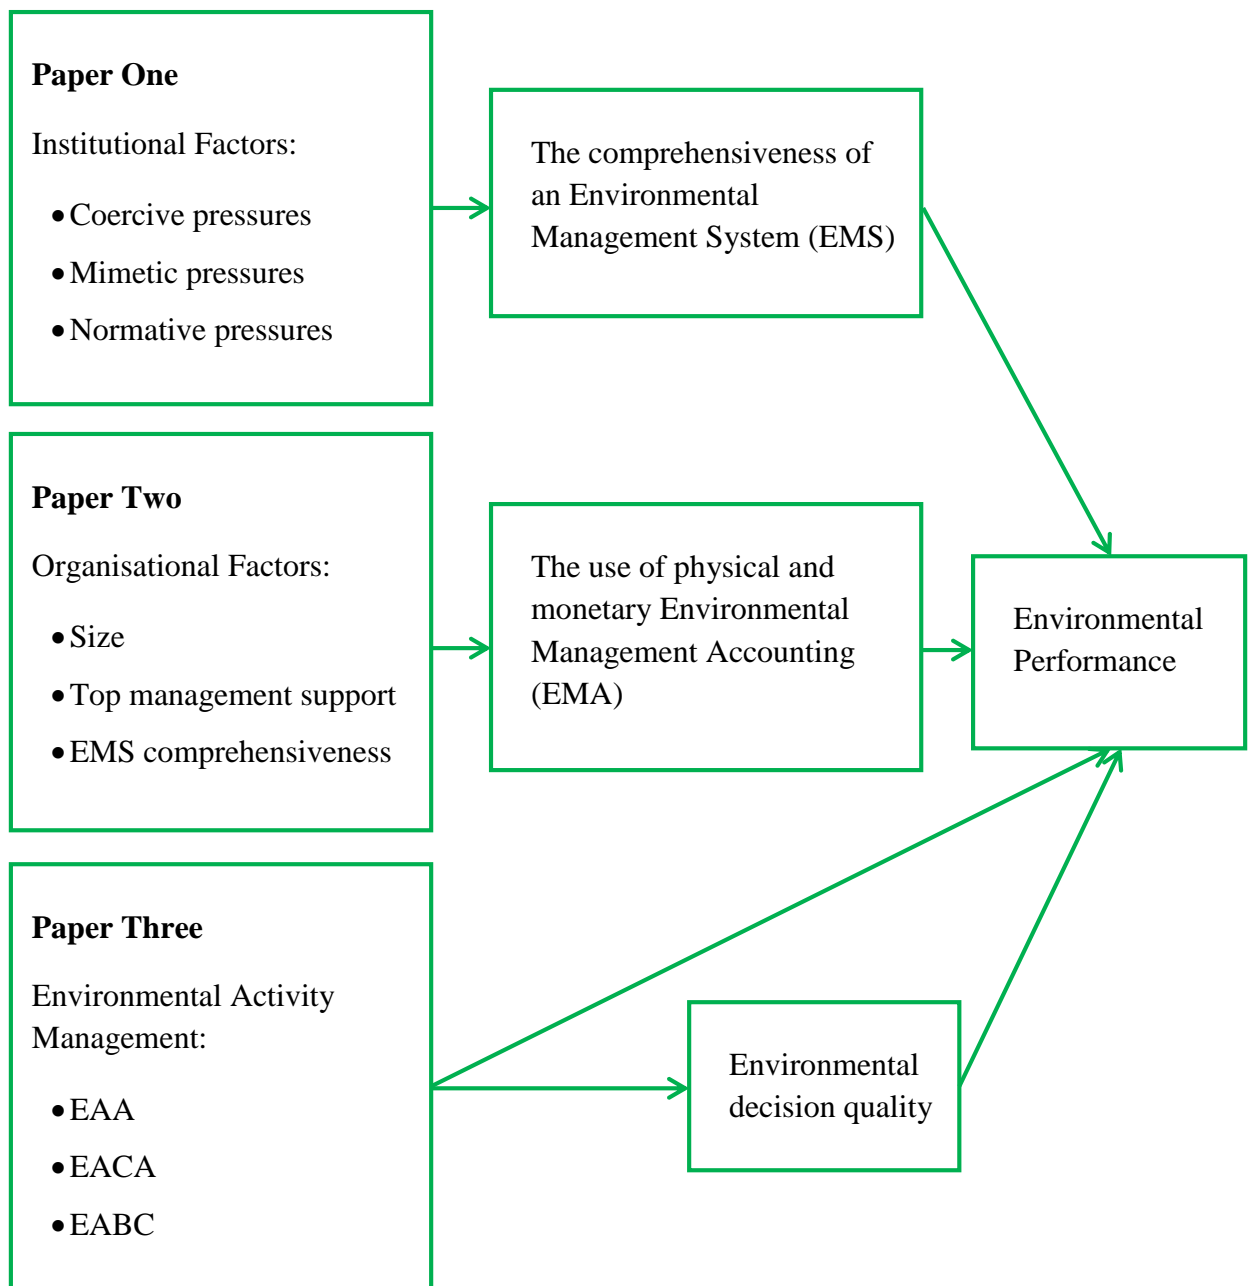 Paper One
Institutional Factors:
•Coercive pressures
•Mimetic pressures
•Normative pressures
The comprehensiveness of
an Environmental
Management System (EMS)
Paper Two
Organisational Factors:
•Size
•Top management support
•EMS comprehensiveness
The use of physical and
monetary Environmental
Management Accounting
(EMA)
Environmental
Performance
Paper Three
Environmental Activity
Management:
•EAA
•EACA
•EABC
Environmental
decision quality